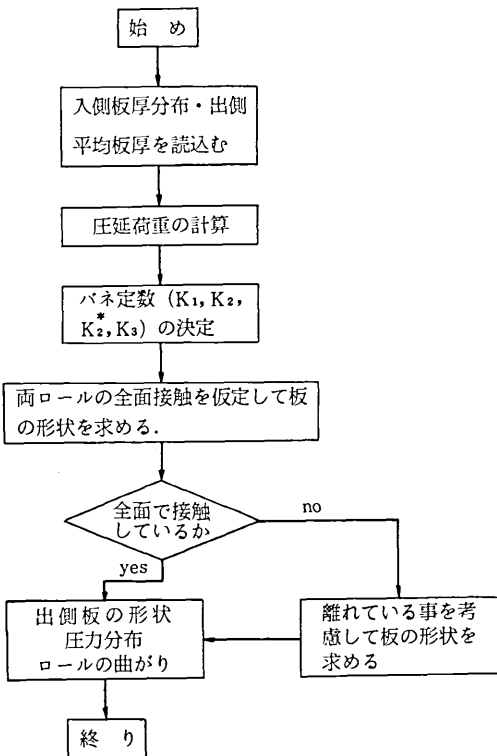 始 め
入側板厚分布・出側
平均板厚を読込む
圧延荷重の計算
バネ定数 (K1, K2,
K2*, K3) の決定
両ロールの全面接触を仮定して板
の形状を求める.
全面で接触
しているか
no
yes
出側板の形状
圧力分布
ロールの曲がり
離れている事を考
慮して板の形状を
求める
終 り